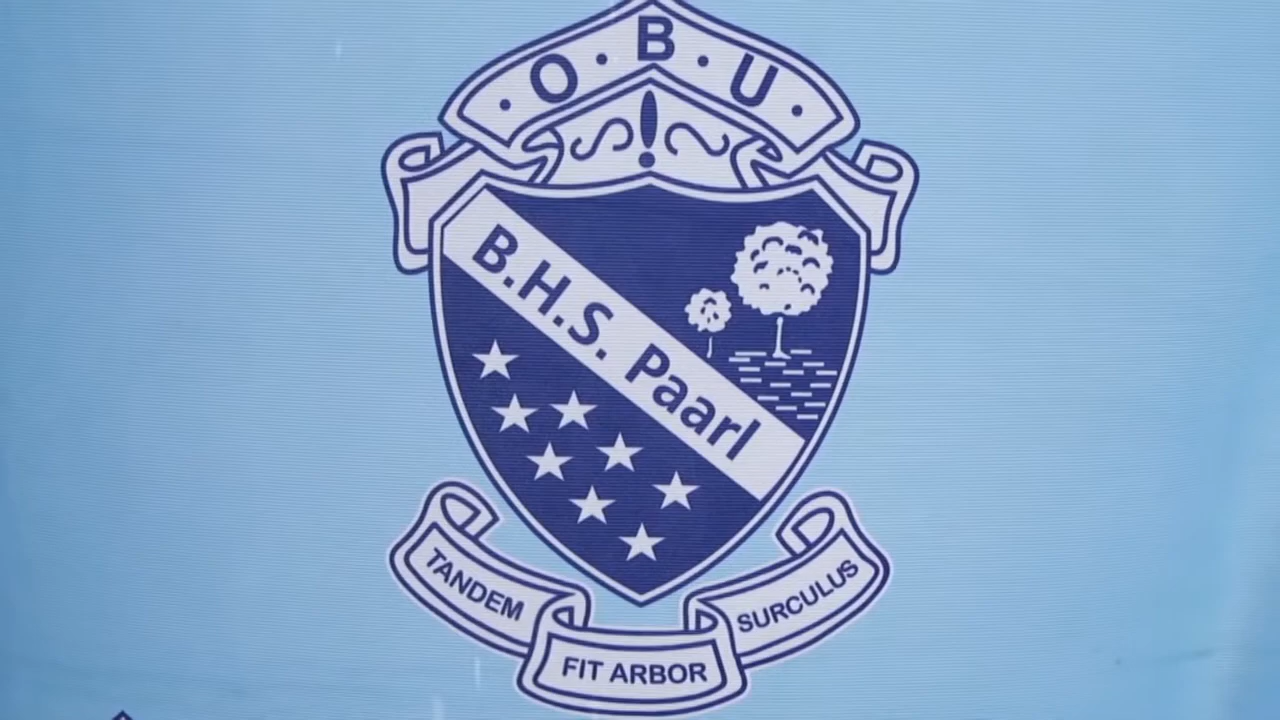 · O · B · U ·
B.H.S. Paarl
TANDEM
FIT ARBOR
SURCULUS